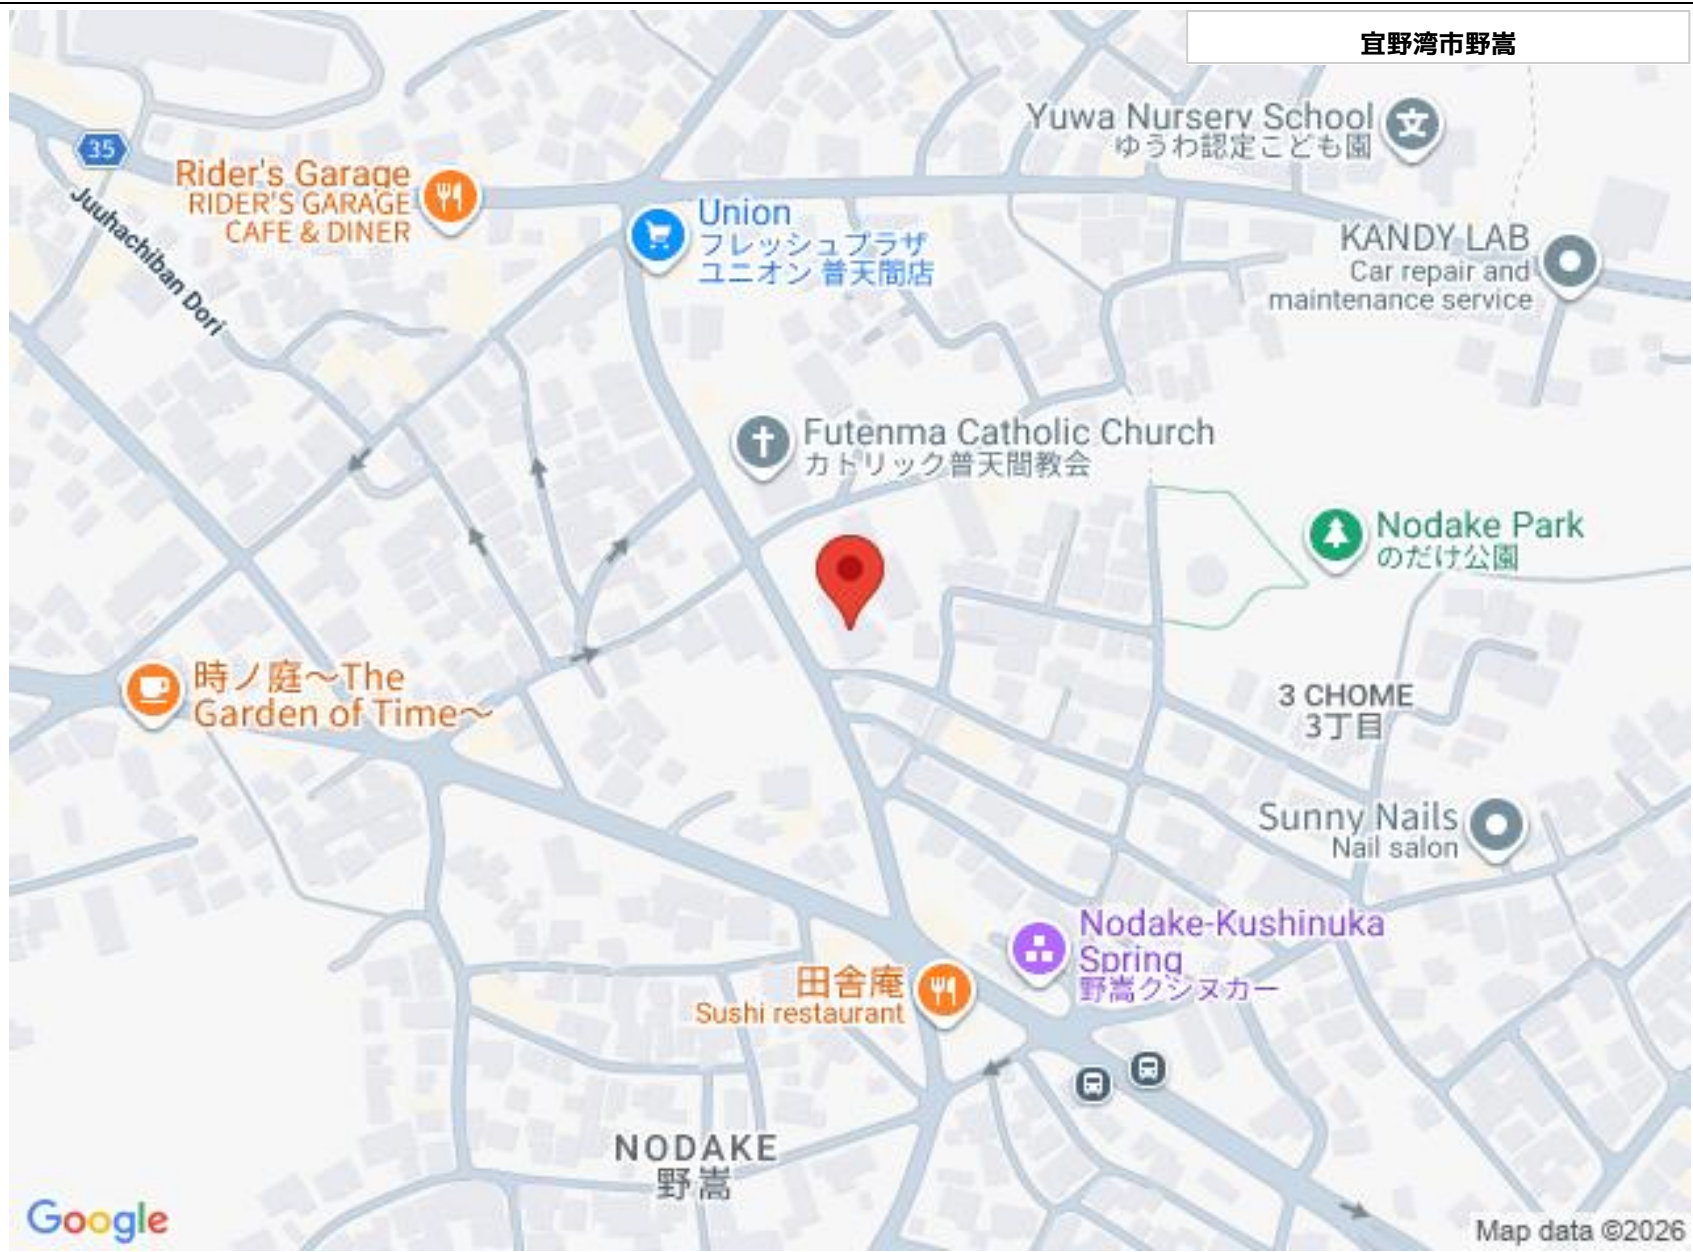 宜野湾市野嵩
Yuwa Nursery School
ゆうわ認定こども園
35
Rider's Garage
RIDER'S GARAGE
CAFE & DINER
Juuhachiban Dori
Union
フレッシュプラザ
ユニオン 普天間店
KANDY LAB
Car repair and
maintenance service
Futenma Catholic Church
カトリック普天間教会
Nodake Park
のだけ公園
時ノ庭〜The
Garden of Time〜
3 CHOME
3丁目
Sunny Nails
Nail salon
Nodake-Kushinuka
Spring
野嵩クシヌカー
田舎庵
Sushi restaurant
NODAKE
野嵩
Google
Map data ©2026